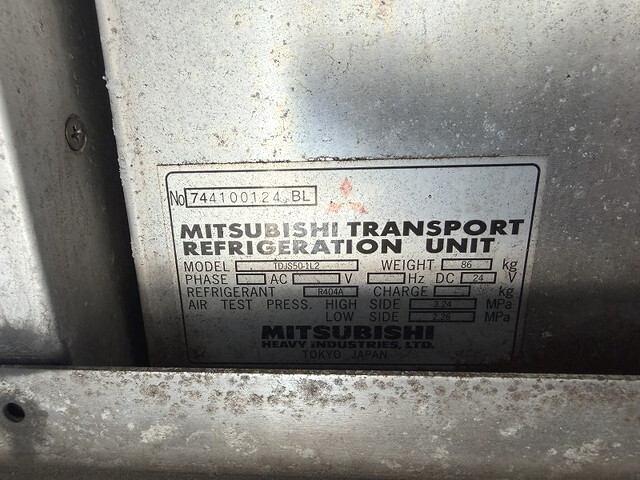 No 744100124 BL
MITSUBISHI TRANSPORT
REFRIGERATION UNIT
MODEL TDJS50-1L2 WEIGHT 86 kg
PHASE AC V Hz DC 24 V
REFRIGERANT R404A CHARGE kg
AIR TEST PRESS. HIGH SIDE 3.24 MPa
LOW SIDE 2.26 MPa
MITSUBISHI
HEAVY INDUSTRIES, LTD.
TOKYO JAPAN